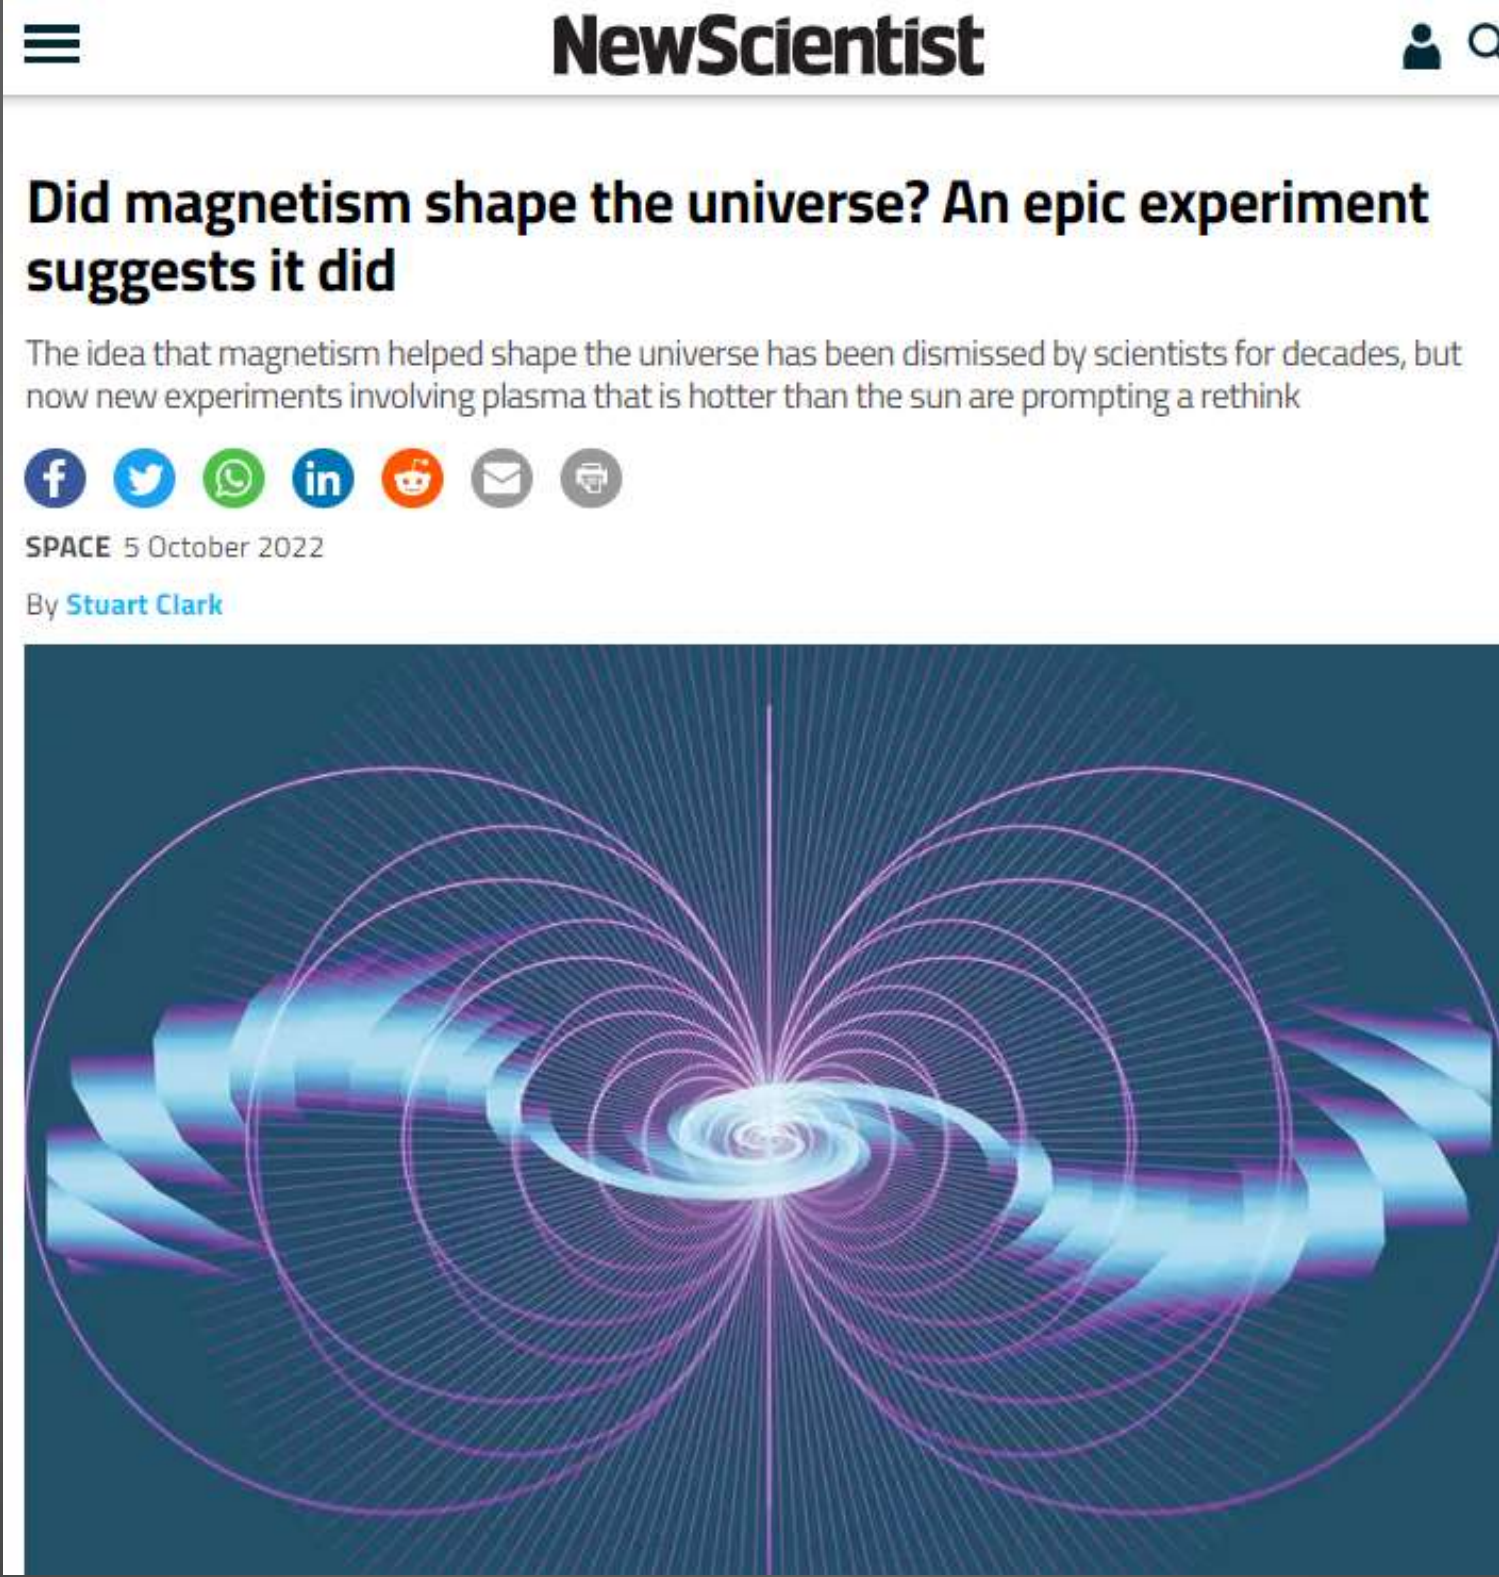 NewScientist
Did magnetism shape the universe? An epic experiment
suggests it did
The idea that magnetism helped shape the universe has been dismissed by scientists for decades, but
now new experiments involving plasma that is hotter than the sun are prompting a rethink
SPACE 5 October 2022
By Stuart Clark